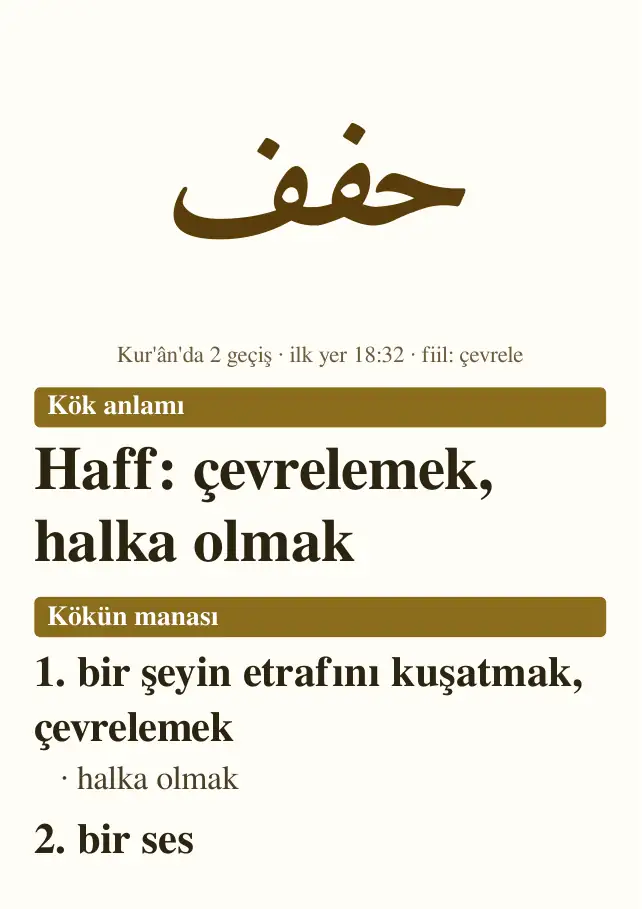 حفف
Kur'ân'da 2 geçiş · ilk yer 18:32 · fiil: çevrele
Kök anlamı
Haff: çevrelemek,
halka olmak
Kökün manası
1. bir şeyin etrafını kuşatmak,
çevrelemek
· halka olmak
2. bir ses